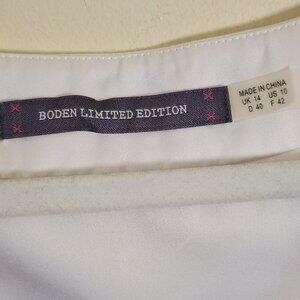 BODEN LIMITED EDITION
MADE IN CHINA
UK 14 US 10
D 40 F 42